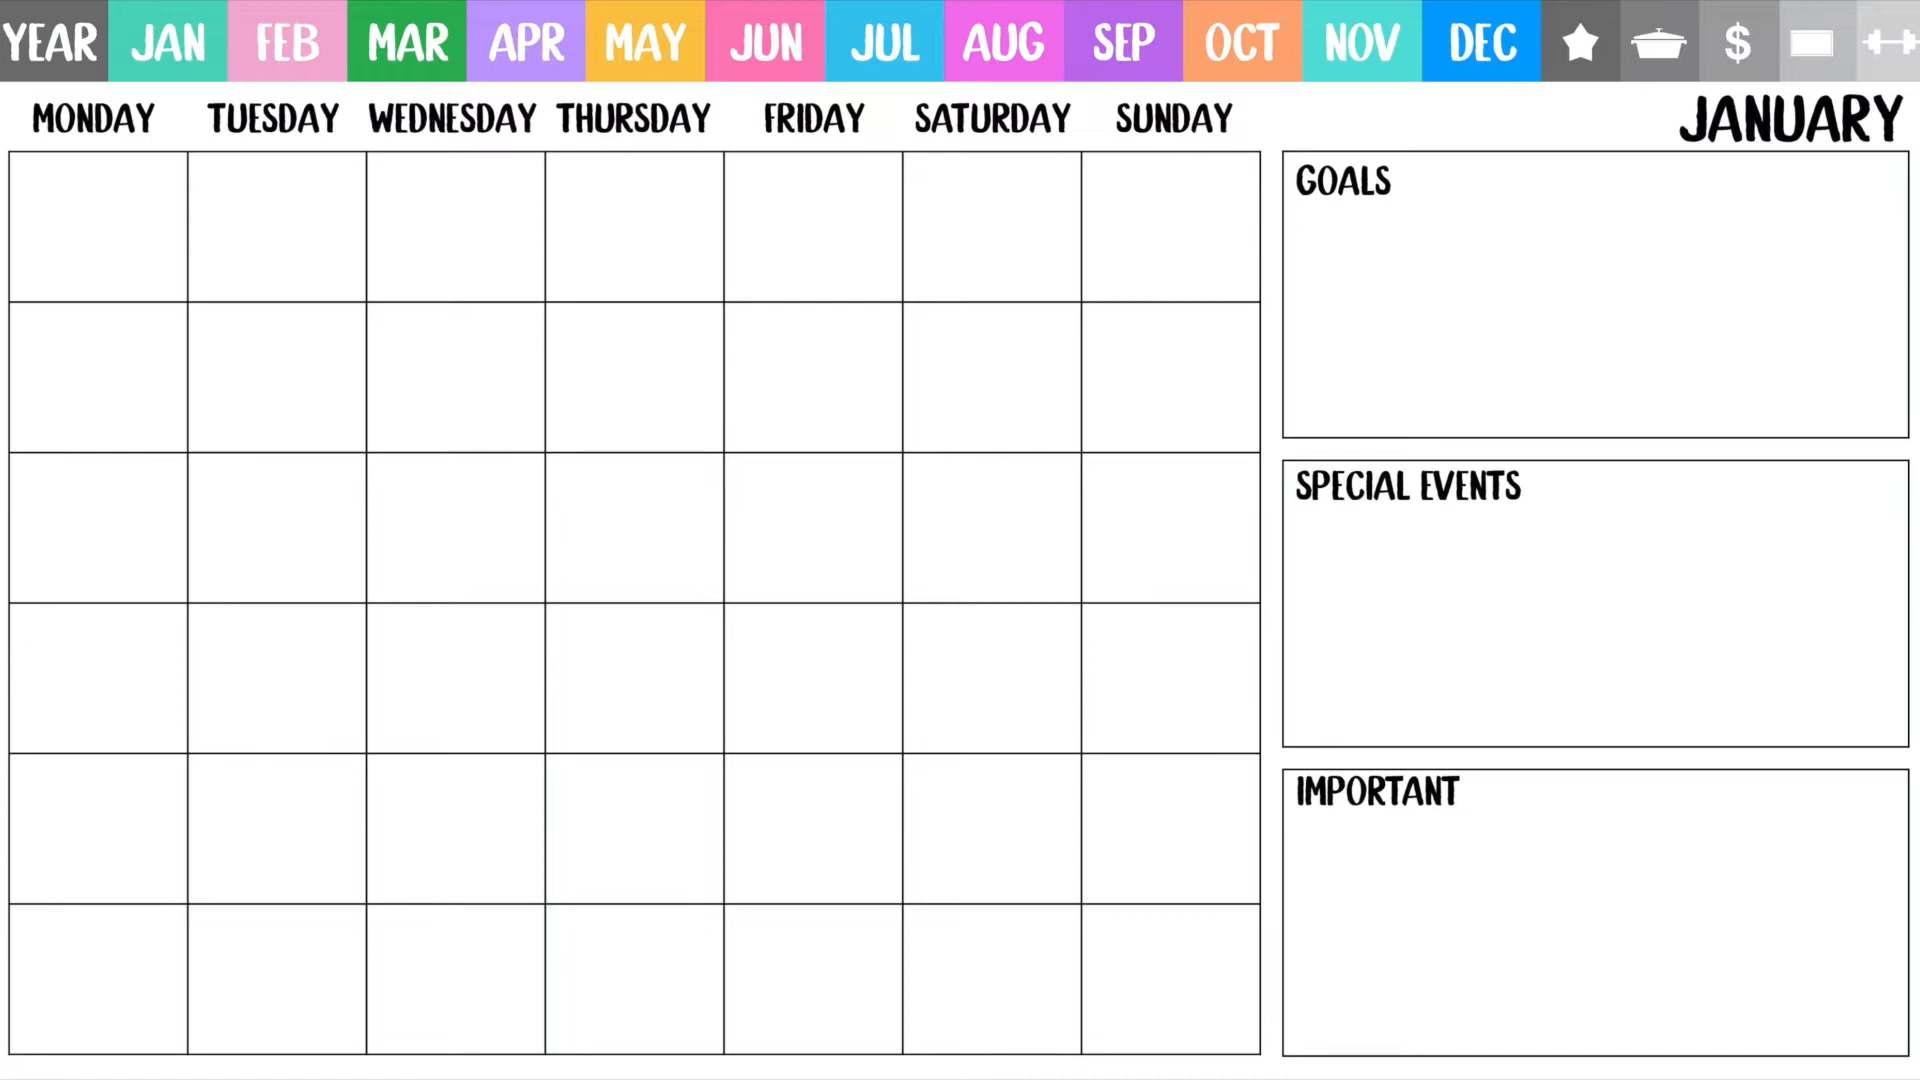 YEAR JAN FEB MAR APR MAY JUN JUL AUG SEP OCT NOV DEC $
MONDAY TUESDAY WEDNESDAY THURSDAY FRIDAY SATURDAY SUNDAY
JANUARY
GOALS
SPECIAL EVENTS
IMPORTANT